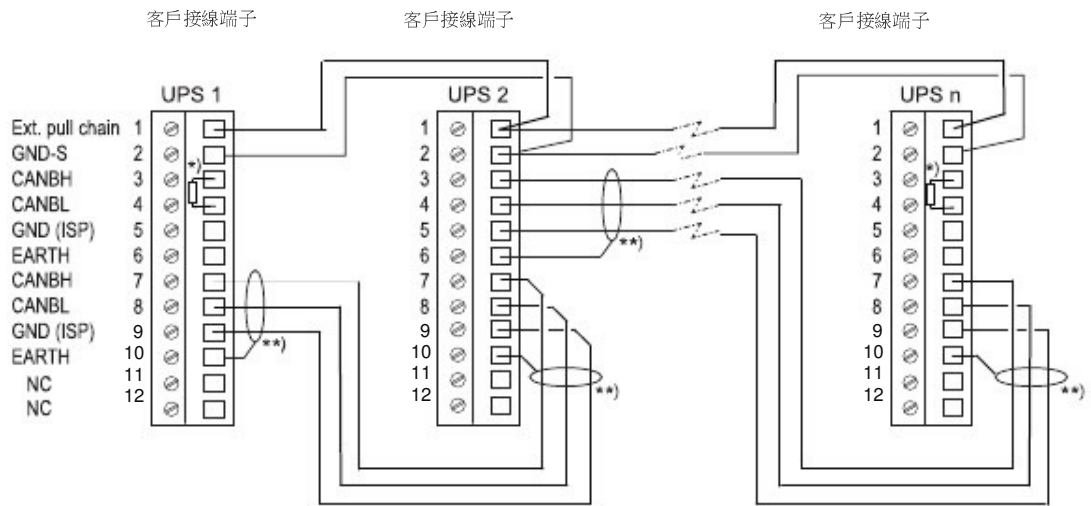 客戶接線端子
客戶接線端子
客戶接線端子
UPS 1
Ext. pull chain 1
GND-S 2
CANBH 3
CANBL 4
GND (ISP) 5
EARTH 6
CANBH 7
CANBL 8
GND (ISP) 9
EARTH 10
NC 11
NC 12
*)
**)
UPS 2
1
2
3
4
5
6
7
8
9
10
11
12
**)
**)
UPS n
1
2
3
4
5
6
7
8
9
10
11
12
*)
**)